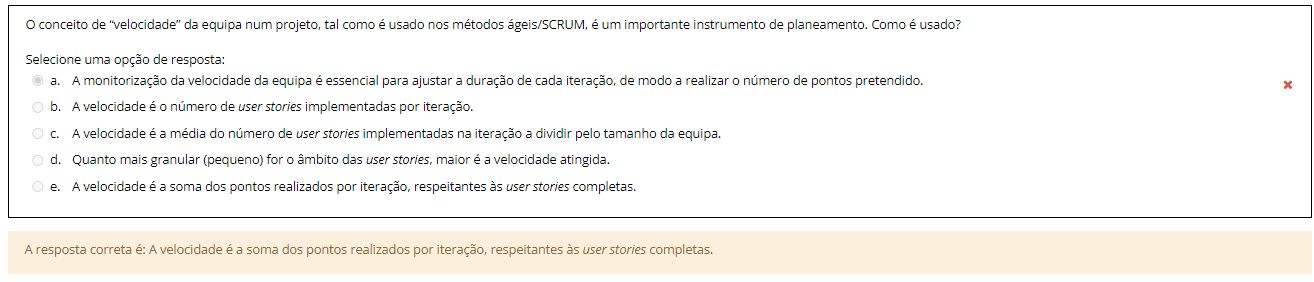 O conceito de “velocidade” da equipa num projeto, tal como é usado nos métodos ágeis/SCRUM, é um importante instrumento de planeamento. Como é usado?
Selecione uma opção de resposta:
a. A monitorização da velocidade da equipa é essencial para ajustar a duração de cada iteração, de modo a realizar o número de pontos pretendido.
b. A velocidade é o número de user stories implementadas por iteração.
c. A velocidade é a média do número de user stories implementadas na iteração a dividir pelo tamanho da equipa.
d. Quanto mais granular (pequeno) for o âmbito das user stories, maior é a velocidade atingida.
e. A velocidade é a soma dos pontos realizados por iteração, respeitantes às user stories completas.
A resposta correta é: A velocidade é a soma dos pontos realizados por iteração, respeitantes às user stories completas.